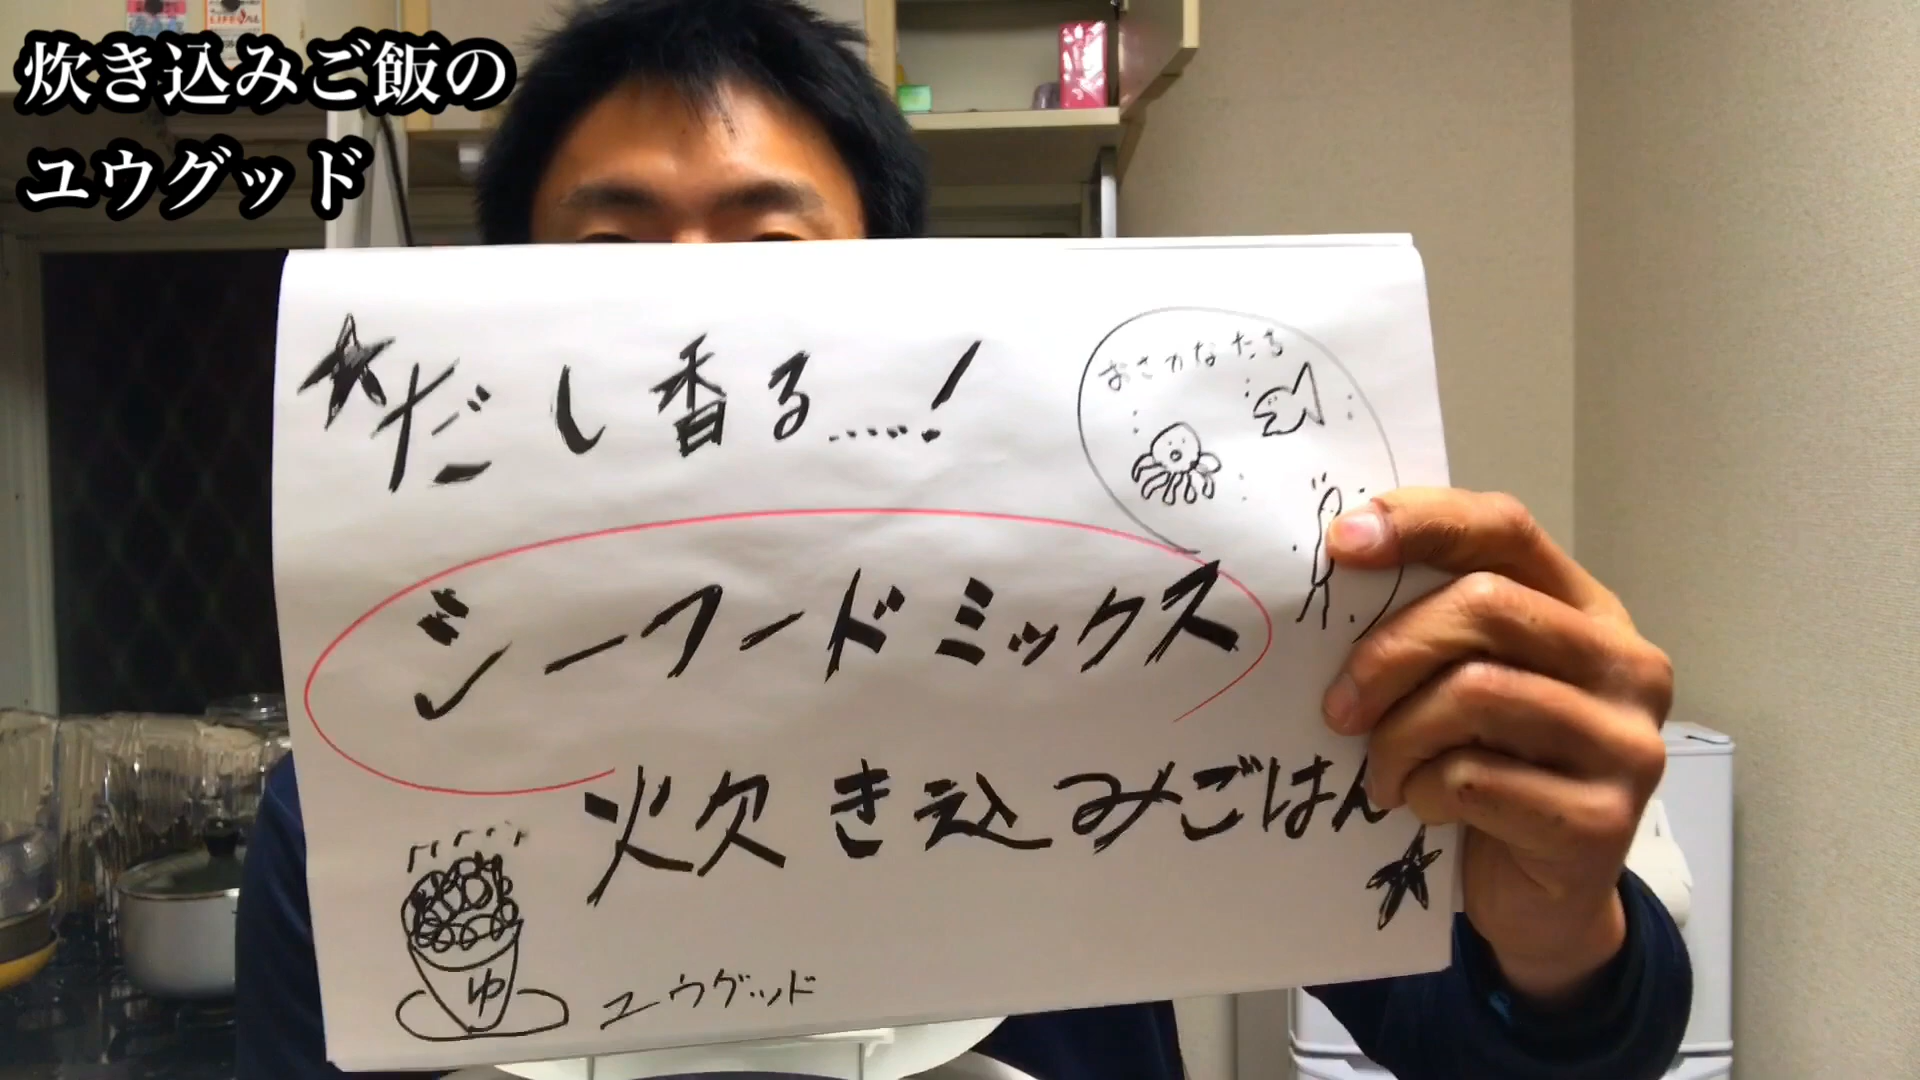 炊き込みご飯の
ユウグッド
LIFEVAL
★だし香る.....!
おさかなたち
シーフードミックス
炊き込みごはん★
ゆ
ユウグッド